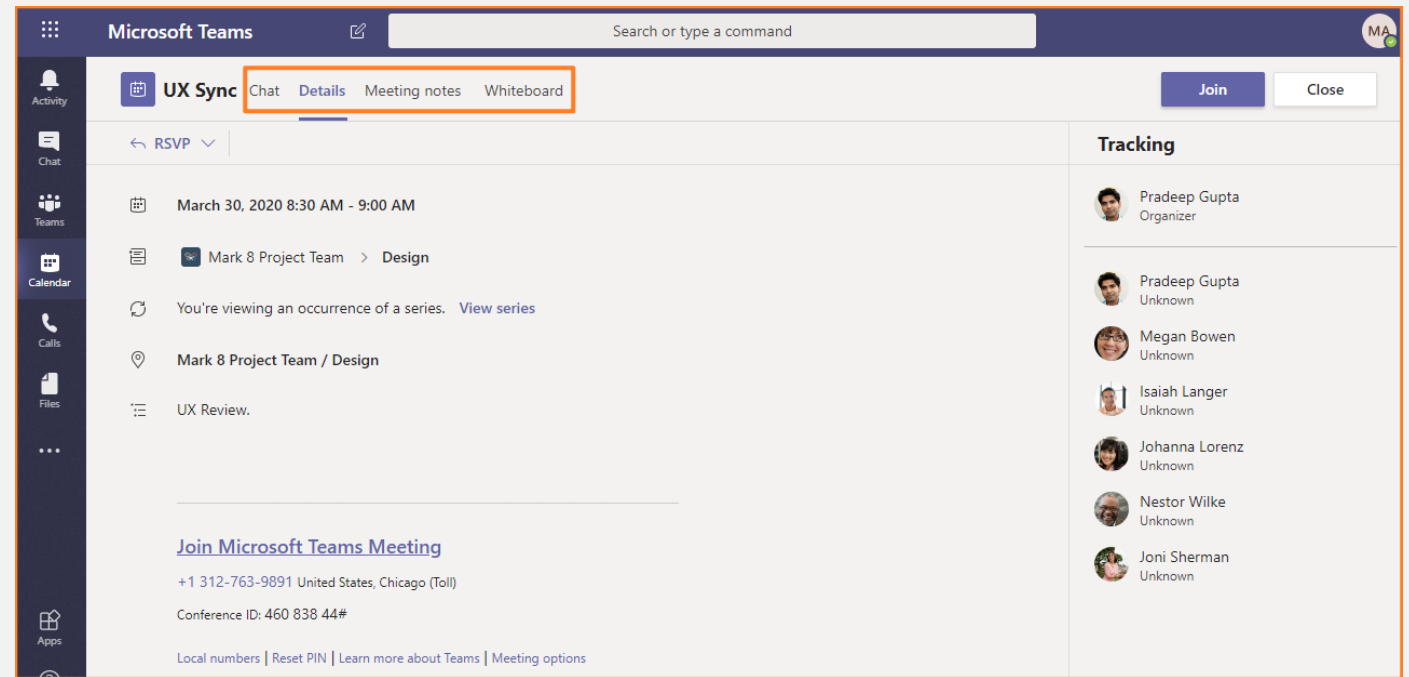 Microsoft Teams
Search or type a command
MA
Activity
Chat
Teams
Calendar
Calls
Files
Apps
UX Sync Chat Details Meeting notes Whiteboard
Join Close
RSVP
March 30, 2020 8:30 AM - 9:00 AM
Mark 8 Project Team > Design
You're viewing an occurrence of a series. View series
Mark 8 Project Team / Design
UX Review.
Join Microsoft Teams Meeting
+1 312-763-9891 United States, Chicago (Toll)
Conference ID: 460 838 44#
Local numbers | Reset PIN | Learn more about Teams | Meeting options
Tracking
Pradeep Gupta
Organizer
Pradeep Gupta
Unknown
Megan Bowen
Unknown
Isaiah Langer
Unknown
Johanna Lorenz
Unknown
Nestor Wilke
Unknown
Joni Sherman
Unknown